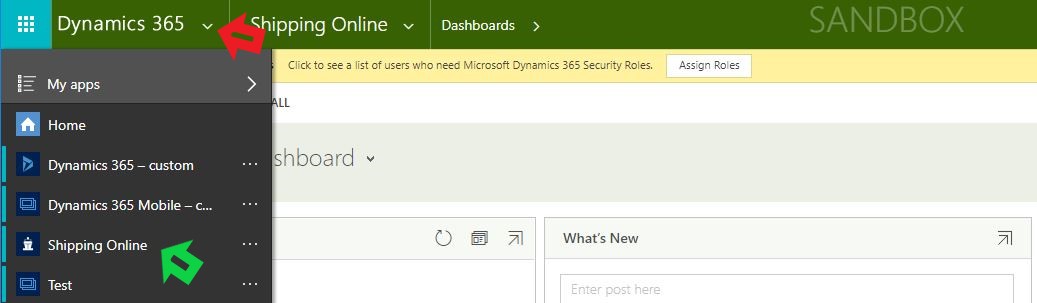 Dynamics 365 Shipping Online Dashboards SANDBOX
Click to see a list of users who need Microsoft Dynamics 365 Security Roles. Assign Roles
My apps
ALL
Home
Dynamics 365 – custom
shboard
Dynamics 365 Mobile – c...
Shipping Online
What's New
Test
Enter post here